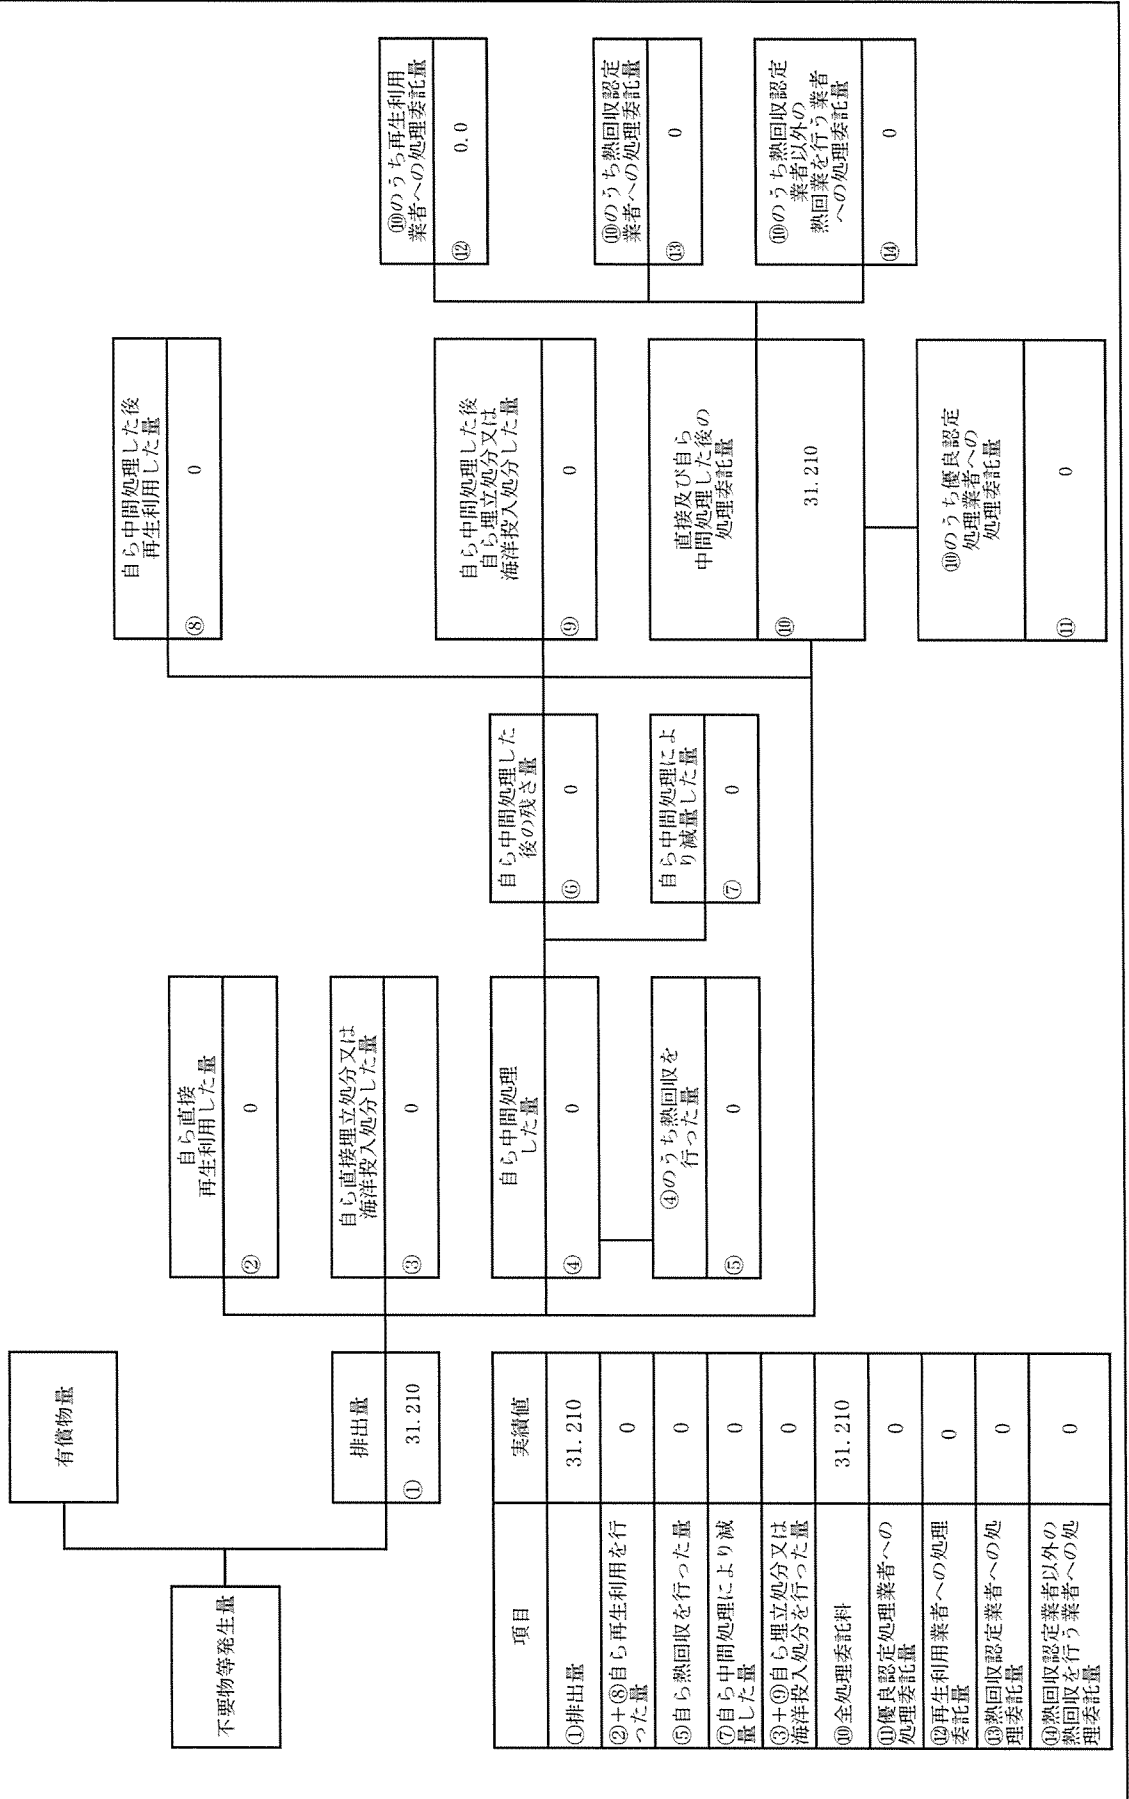 不要物等発生量
有償物量
排出量
① 31.210
自ら直接
再生利用した量
② 0
自ら直接埋立処分又は
海洋投入処分した量
③ 0
自ら中間処理
した量
④ 0
④のうち熱回収を
行った量
⑤ 0
自ら中間処理した
後の残さ量
⑥ 0
自ら中間処理によ
り減量した量
⑦ 0
自ら中間処理した後
再生利用した量
⑧ 0
自ら中間処理した後
自ら埋立処分又は
海洋投入処分した量
⑨ 0
直接及び自ら
中間処理した後の
処理委託量
⑩ 31.210
⑩のうち優良認定
処理業者への
処理委託量
⑪ 0
⑩のうち再生利用
業者への処理委託量
⑫ 0.0
⑩のうち熱回収認定
業者への処理委託量
⑬ 0
⑩のうち熱回収認定
業者以外の
熱回業を行う業者
への処理委託量
⑭ 0
項目 実績値
①排出量 31.210
②+⑧自ら再生利用を行
った量 0
⑤自ら熱回収を行った量 0
⑦自ら中間処理により減
量した量 0
③+⑨自ら埋立処分又は
海洋投入処分を行った量 0
⑩全処理委託料 31.210
⑪優良認定処理業者への
処理委託量 0
⑫再生利用業者への処理
委託量 0
⑬熱回収認定業者への処
理委託量 0
⑭熱回収認定業者以外の
熱回収を行う業者への処
理委託量 0